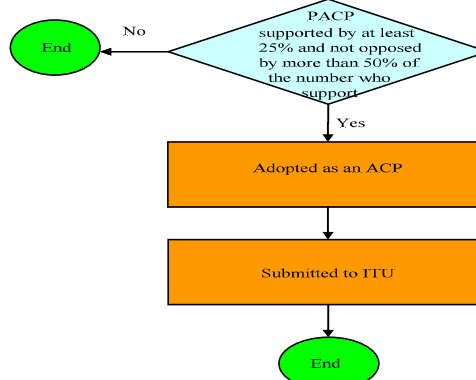 No
End
PACP
supported by at least
25% and not opposed
by more than 50% of
the number who
support
Yes
Adopted as an ACP
Submitted to ITU
End